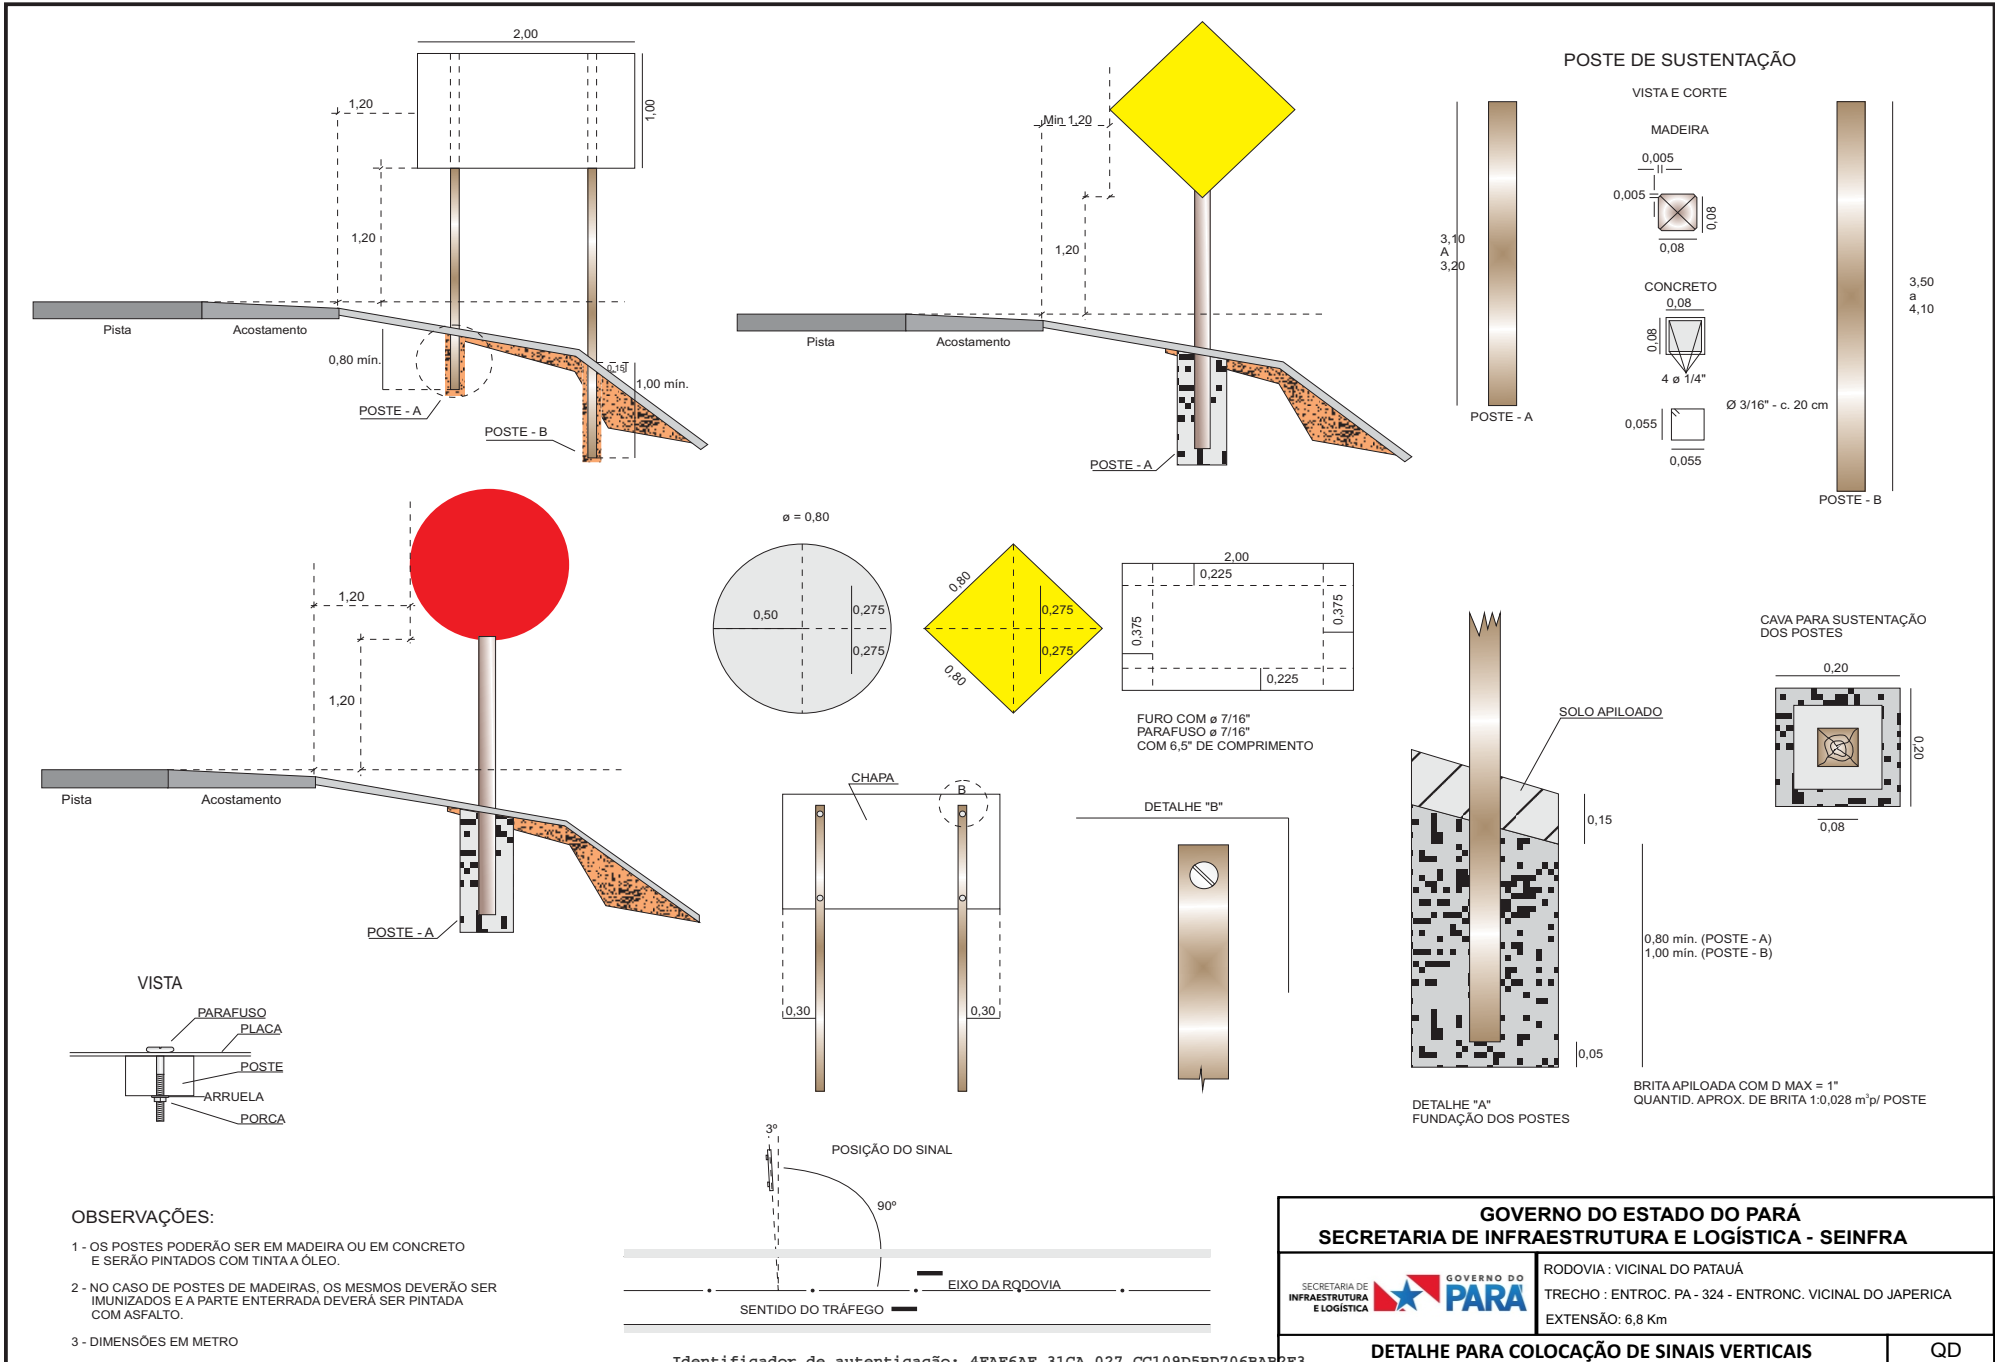 2,00
1,20
1,00
1,20
Pista
Acostamento
0,80 mín.
0,15
1,00 mín.
POSTE - A
POSTE - B
Min 1,20
1,20
Pista
Acostamento
POSTE - A
POSTE DE SUSTENTAÇÃO
VISTA E CORTE
MADEIRA
0,005
0,005
0,08
0,08
3,10
A
3,20
CONCRETO
0,08
0,08
4 ø 1/4"
Ø 3/16" - c. 20 cm
0,055
0,055
POSTE - A
3,50
a
4,10
POSTE - B
1,20
1,20
Pista
Acostamento
POSTE - A
ø = 0,80
0,50
0,275
0,275
0,80
0,80
0,275
0,275
2,00
0,225
0,375
0,375
0,225
FURO COM ø 7/16"
PARAFUSO ø 7/16"
COM 6,5" DE COMPRIMENTO
CHAPA
B
0,30
0,30
DETALHE "B"
SOLO APILOADO
0,15
0,80 mín. (POSTE - A)
1,00 mín. (POSTE - B)
0,05
DETALHE "A"
FUNDAÇÃO DOS POSTES
CAVA PARA SUSTENTAÇÃO
DOS POSTES
0,20
0,20
0,08
BRITA APILOADA COM D MAX = 1"
QUANTID. APROX. DE BRITA 1:0,028 m³p/ POSTE
VISTA
PARAFUSO
PLACA
POSTE
ARRUELA
PORCA
3º
POSIÇÃO DO SINAL
90º
EIXO DA RODOVIA
SENTIDO DO TRÁFEGO
OBSERVAÇÕES:
1 - OS POSTES PODERÃO SER EM MADEIRA OU EM CONCRETO
E SERÃO PINTADOS COM TINTA A ÓLEO.
2 - NO CASO DE POSTES DE MADEIRAS, OS MESMOS DEVERÃO SER
IMUNIZADOS E A PARTE ENTERRADA DEVERÁ SER PINTADA
COM ASFALTO.
3 - DIMENSÕES EM METRO
GOVERNO DO ESTADO DO PARÁ
SECRETARIA DE INFRAESTRUTURA E LOGÍSTICA - SEINFRA
SECRETARIA DE
INFRAESTRUTURA
E LOGÍSTICA
GOVERNO DO
PARÁ
RODOVIA : VICINAL DO PATAUÁ
TRECHO : ENTROC. PA - 324 - ENTRONC. VICINAL DO JAPERICA
EXTENSÃO: 6,8 Km
DETALHE PARA COLOCAÇÃO DE SINAIS VERTICAIS
QD
Identificador de autenticação: